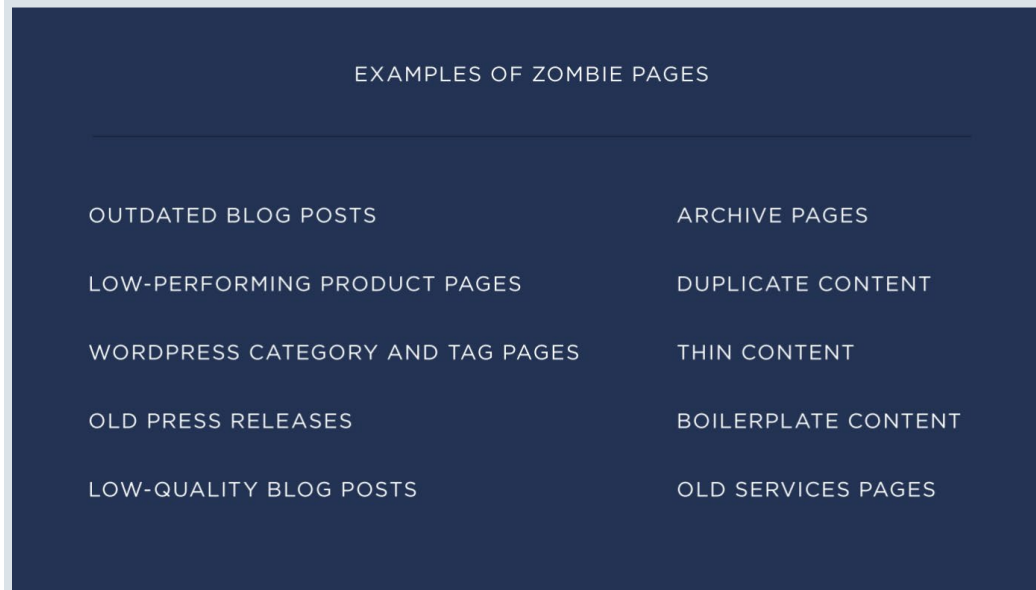 EXAMPLES OF ZOMBIE PAGES
OUTDATED BLOG POSTS
LOW-PERFORMING PRODUCT PAGES
WORDPRESS CATEGORY AND TAG PAGES
OLD PRESS RELEASES
LOW-QUALITY BLOG POSTS
ARCHIVE PAGES
DUPLICATE CONTENT
THIN CONTENT
BOILERPLATE CONTENT
OLD SERVICES PAGES